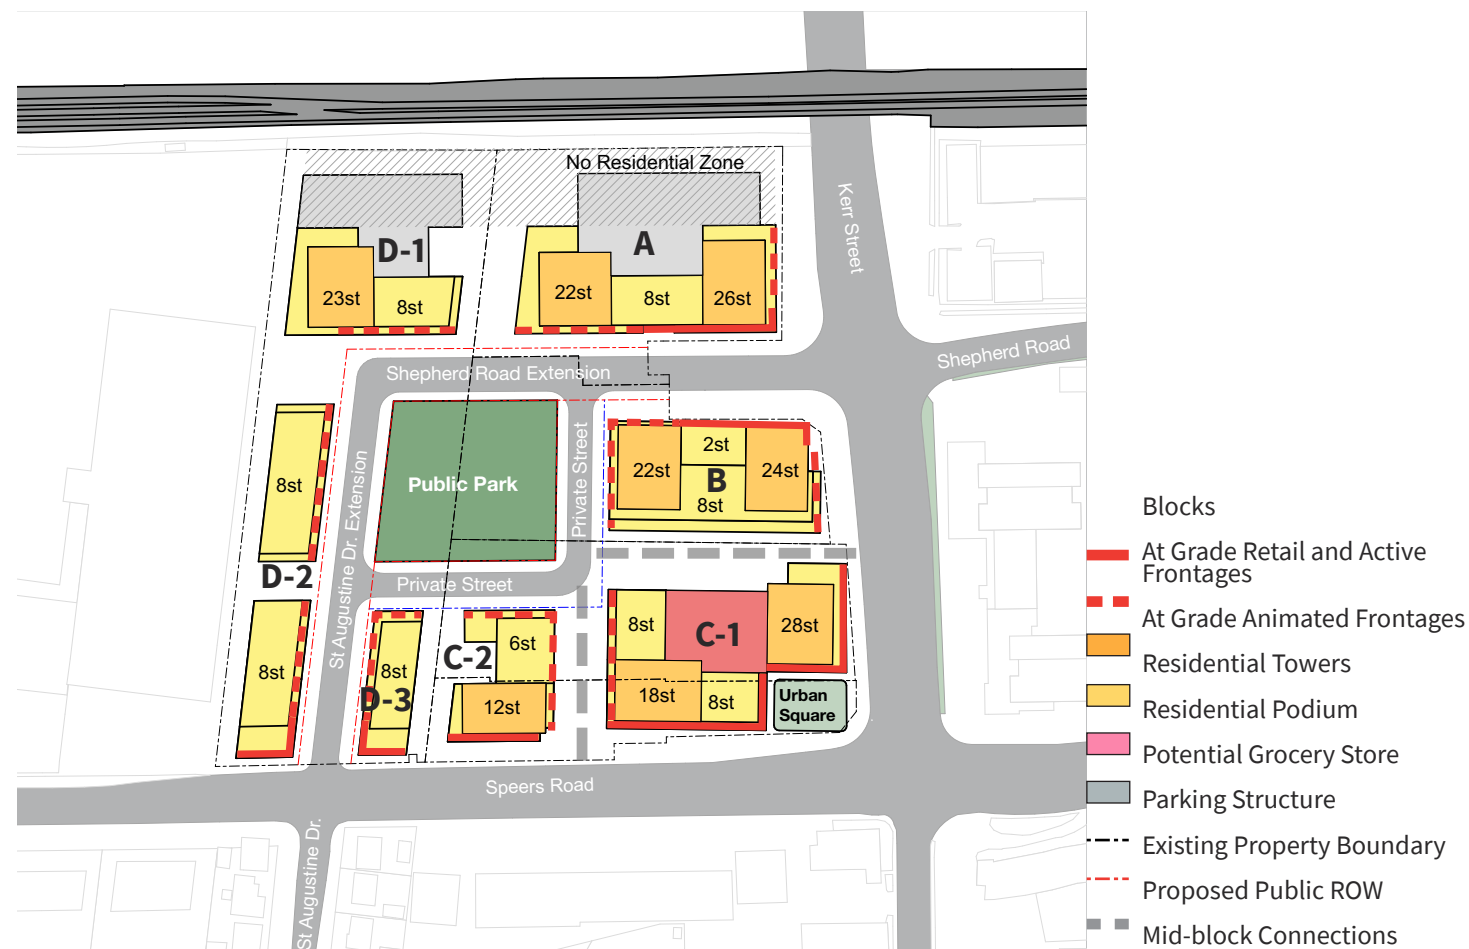 No Residential Zone
Kerr Street
D-1
A
23st
8st
22st
8st
26st
Shepherd Road
Shepherd Road Extension
8st
St Augustine Dr. Extension
Public Park
Private Street
22st
2st
24st
B
8st
D-2
Private Street
8st
8st
D-3
C-2
6st
12st
8st
C-1
28st
18st
8st
Urban
Square
Speers Road
St Augustine Dr.
Blocks
At Grade Retail and Active
Frontages
At Grade Animated Frontages
Residential Towers
Residential Podium
Potential Grocery Store
Parking Structure
Existing Property Boundary
Proposed Public ROW
Mid-block Connections